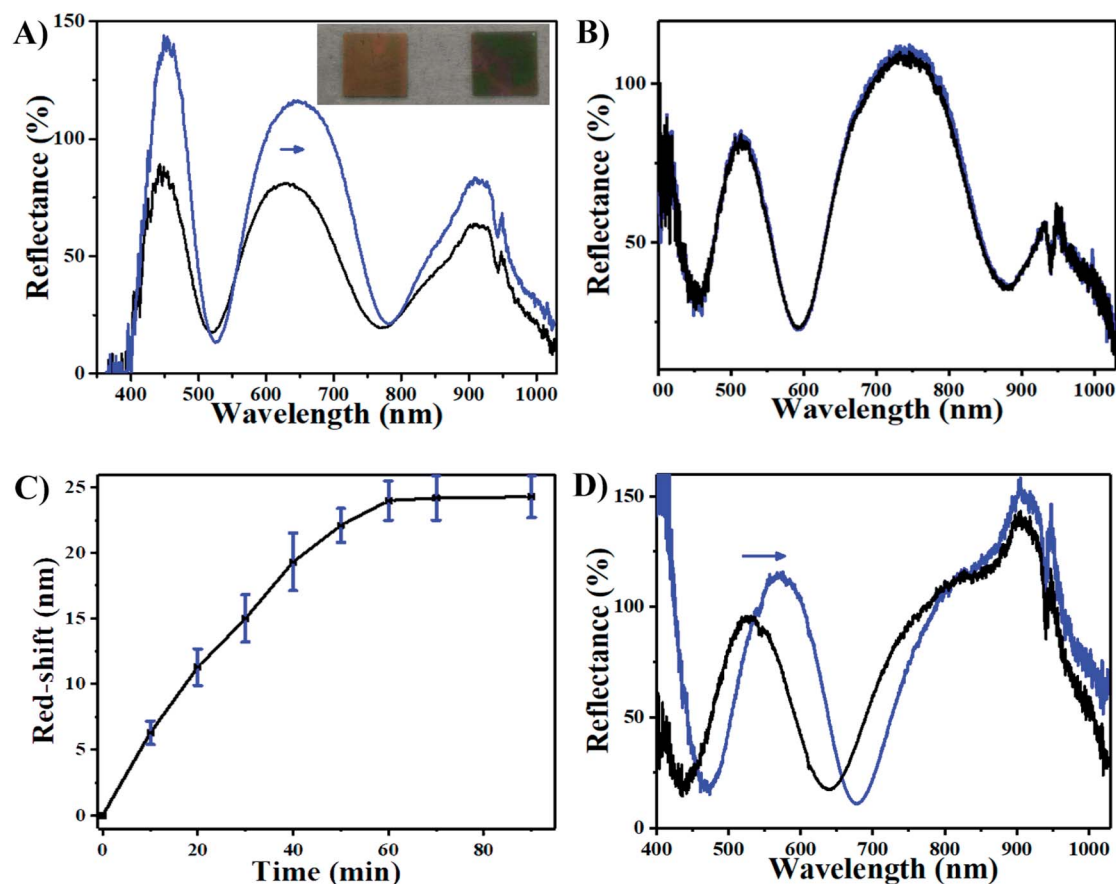 A)
150
100
50
0
Reflectance (%)
400 500 600 700 800 900 1000
Wavelength (nm)
B)
100
50
Reflectance (%)
00 500 600 700 800 900 1000
Wavelength (nm)
C)
25
20
15
10
5
0
Red-shift (nm)
0 20 40 60 80
Time (min)
D)
150
100
50
0
Reflectance (%)
400 500 600 700 800 900 1000
Wavelength (nm)